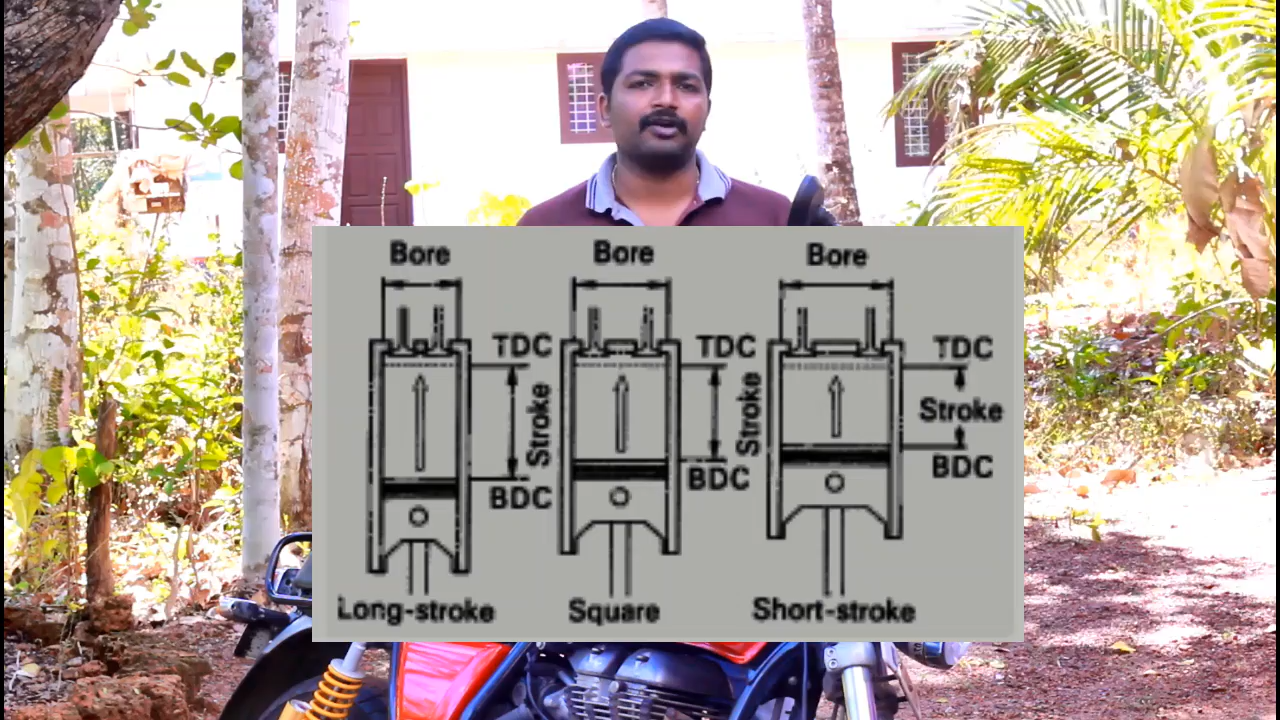 Bore
Bore
Bore
TDC
TDC
TDC
Stroke
Stroke
Stroke
BDC
BDC
BDC
Long-stroke
Square
Short-stroke